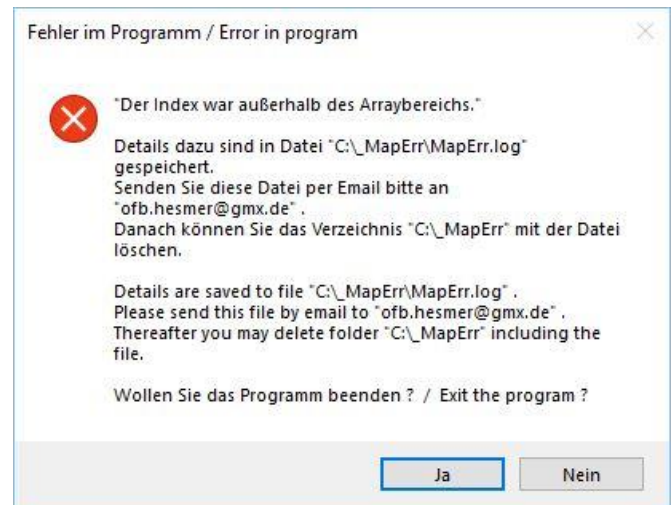 Fehler im Programm / Error in program
"Der Index war außerhalb des Arraybereichs."
Details dazu sind in Datei "C:\_MapErr\MapErr.log"
gespeichert.
Senden Sie diese Datei per Email bitte an
"ofb.hesmer@gmx.de" .
Danach können Sie das Verzeichnis "C:\_MapErr" mit der Datei
löschen.
Details are saved to file "C:\_MapErr\MapErr.log" .
Please send this file by email to "ofb.hesmer@gmx.de" .
Thereafter you may delete folder "C:\_MapErr" including the
file.
Wollen Sie das Programm beenden ? / Exit the program ?
Ja Nein